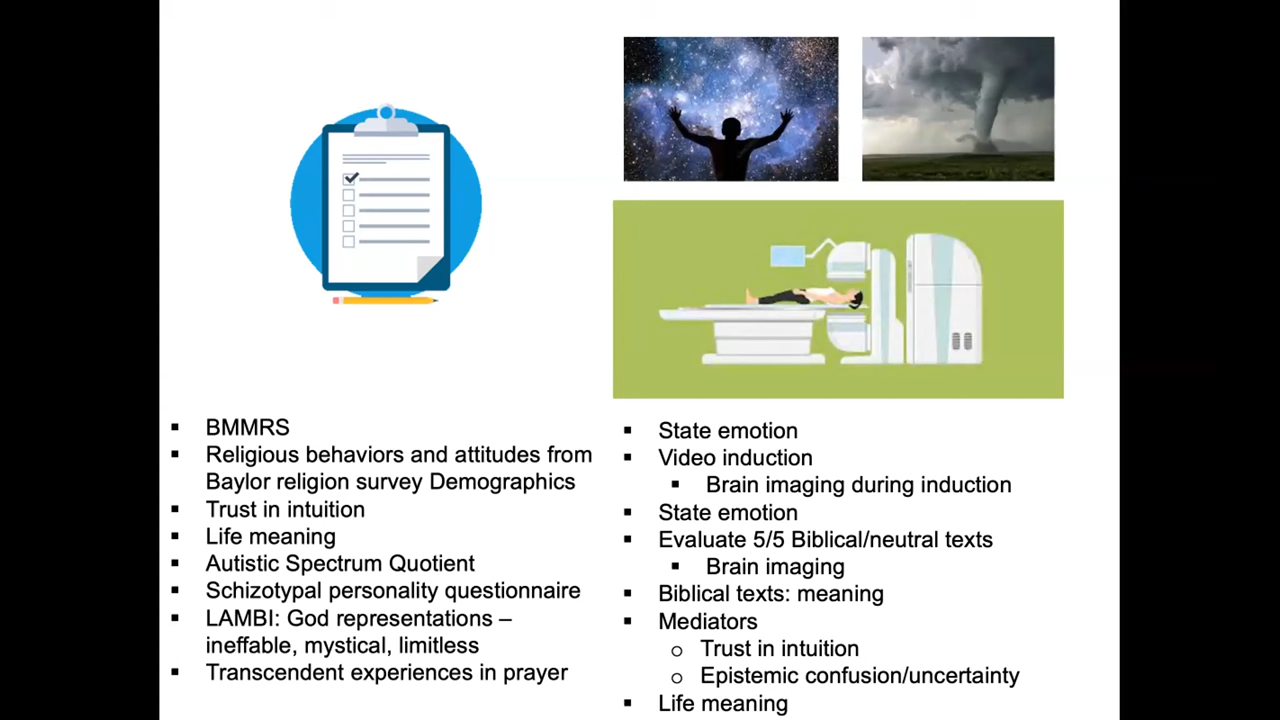 BMMRS
Religious behaviors and attitudes from
Baylor religion survey Demographics
Trust in intuition
Life meaning
Autistic Spectrum Quotient
Schizotypal personality questionnaire
LAMBI: God representations –
ineffable, mystical, limitless
Transcendent experiences in prayer
State emotion
Video induction
Brain imaging during induction
State emotion
Evaluate 5/5 Biblical/neutral texts
Brain imaging
Biblical texts: meaning
Mediators
Trust in intuition
Epistemic confusion/uncertainty
Life meaning